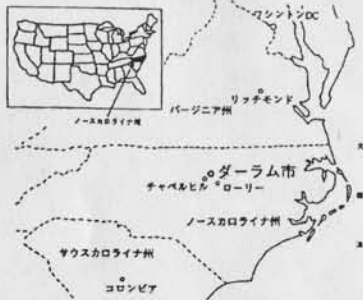 ワシントンDC
ノースカロライナ州
リッチモンド
バージニア州
ダーラム市
チャペルヒル
ローリー
ノースカロライナ州
サウスカロライナ州
コロンビア
大